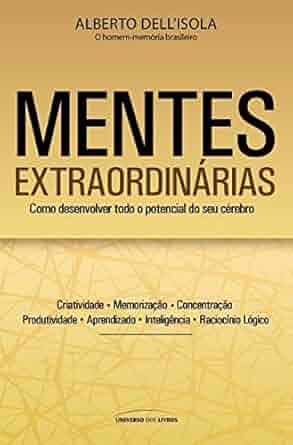 ALBERTO DELL'ISOLA
O homem-memória brasileiro
MENTES
EXTRAORDINÁRIAS
Como desenvolver todo o potencial do seu cérebro
Criatividade • Memorização • Concentração
Produtividade • Aprendizado • Inteligência • Raciocínio Lógico
UNIVERSO DOS LIVROS